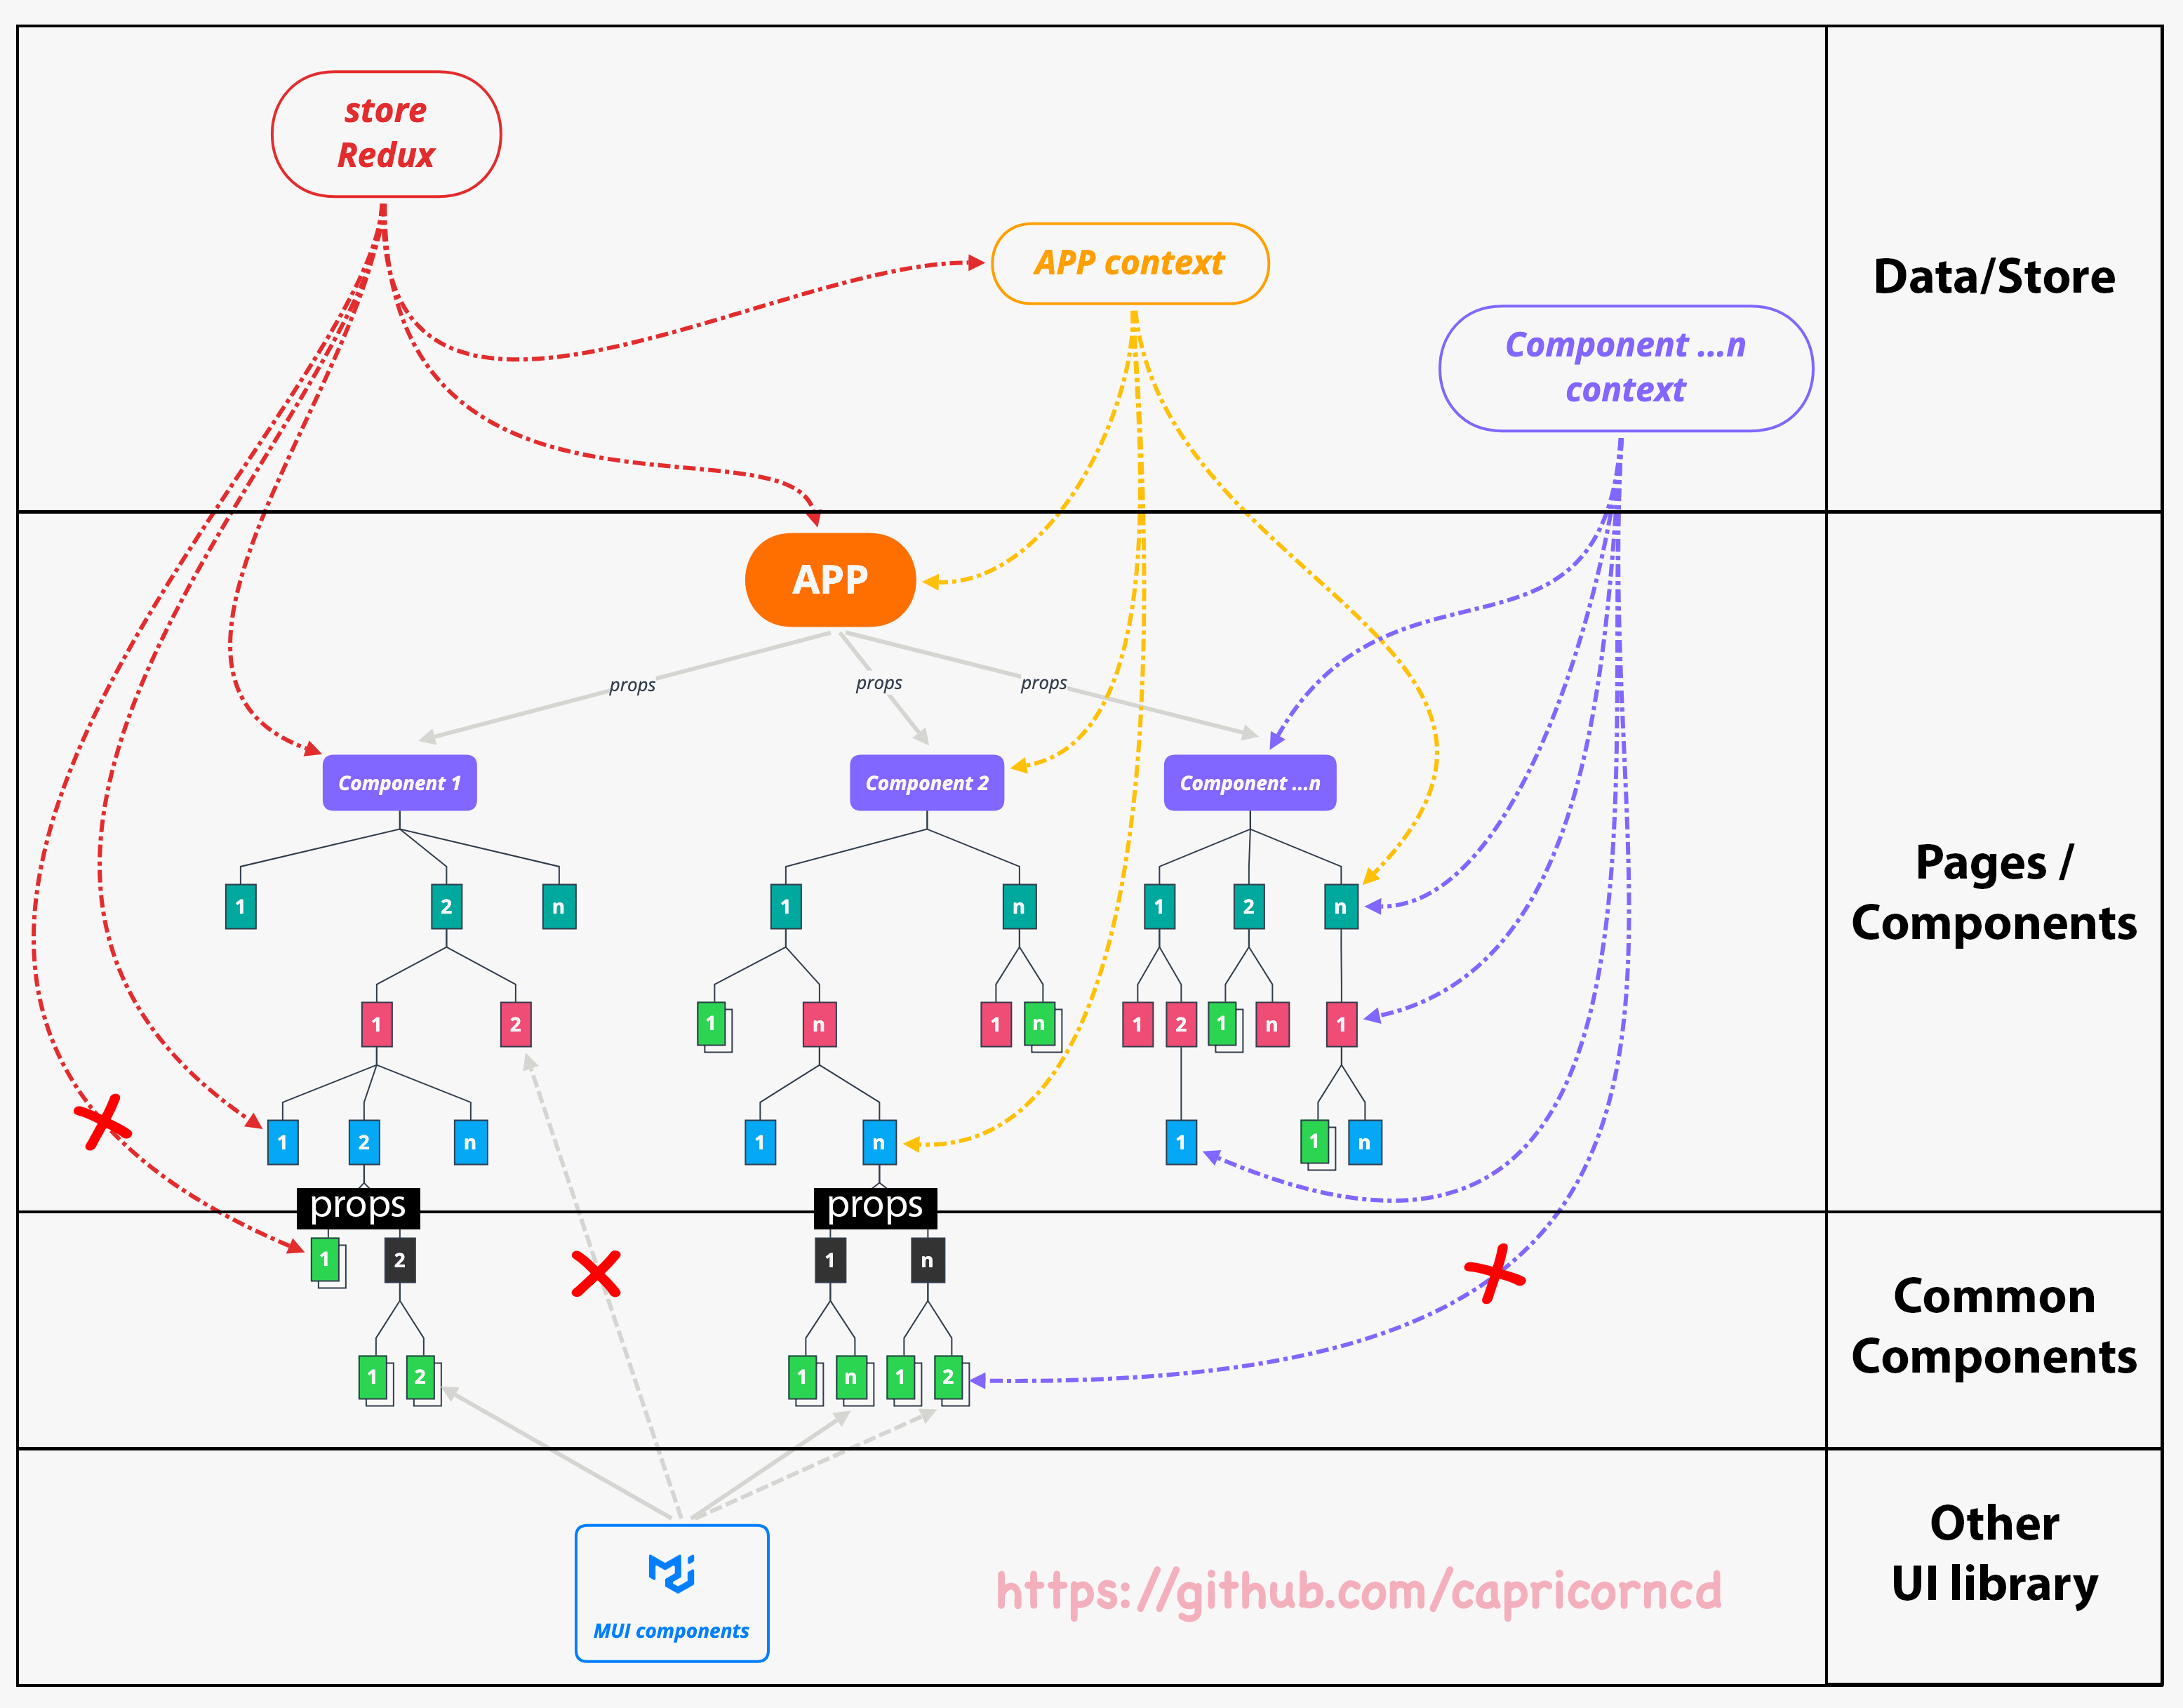 store
Redux
APP context
Component ...n
context
Data/Store
APP
props
props
props
Component 1
Component 2
Component ...n
1
2
n
1
n
1
2
n
Pages /
Components
1
2
1
n
1
n
1
2
1
n
1
1
2
n
1
n
1
1
n
props
props
1
2
1
n
Common
Components
1
2
1
n
1
2
Other
UI library
MUI components
https://github.com/capricorncd